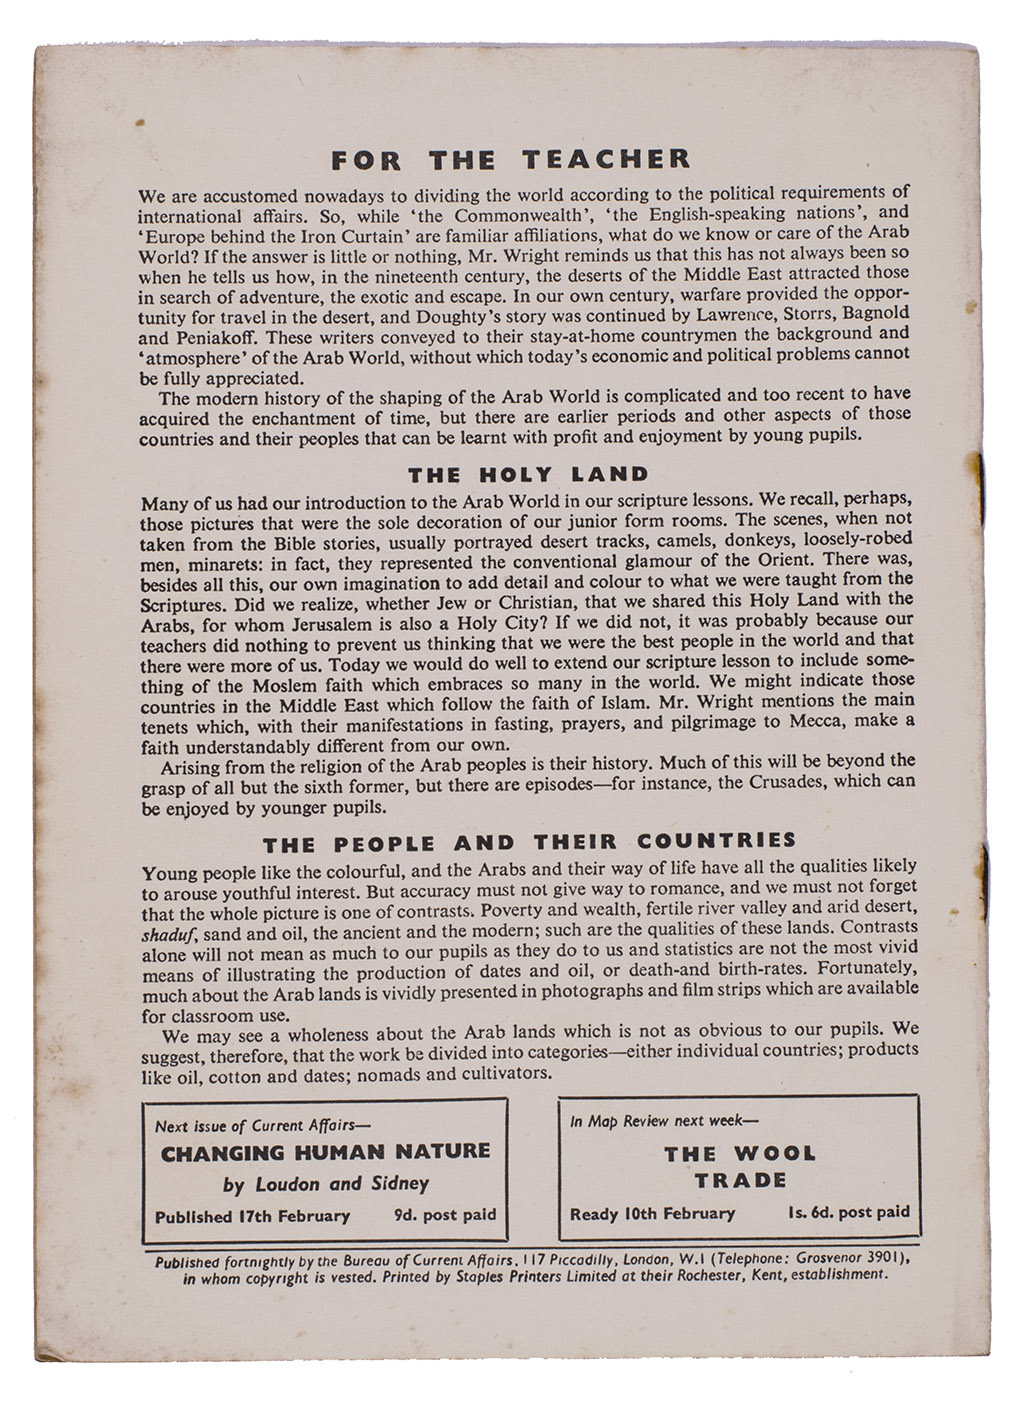 FOR THE TEACHER
We are accustomed nowadays to dividing the world according to the political requirements of
international affairs. So, while ‘the Commonwealth’, ‘the English-speaking nations’, and
‘Europe behind the Iron Curtain’ are familiar affiliations, what do we know or care of the Arab
World? If the answer is little or nothing, Mr. Wright reminds us that this has not always been so
when he tells us how, in the nineteenth century, the deserts of the Middle East attracted those
in search of adventure, the exotic and escape. In our own century, warfare provided the oppor-
tunity for travel in the desert, and Doughty’s story was continued by Lawrence, Storrs, Bagnold
and Peniakoff. These writers conveyed to their stay-at-home countrymen the background and
‘atmosphere’ of the Arab World, without which today’s economic and political problems cannot
be fully appreciated.
The modern history of the shaping of the Arab World is complicated and too recent to have
acquired the enchantment of time, but there are earlier periods and other aspects of those
countries and their peoples that can be learnt with profit and enjoyment by young pupils.
THE HOLY LAND
Many of us had our introduction to the Arab World in our scripture lessons. We recall, perhaps,
those pictures that were the sole decoration of our junior form rooms. The scenes, when not
taken from the Bible stories, usually portrayed desert tracks, camels, donkeys, loosely-robed
men, minarets: in fact, they represented the conventional glamour of the Orient. There was,
besides all this, our own imagination to add detail and colour to what we were taught from the
Scriptures. Did we realize, whether Jew or Christian, that we shared this Holy Land with the
Arabs, for whom Jerusalem is also a Holy City? If we did not, it was probably because our
teachers did nothing to prevent us thinking that we were the best people in the world and that
there were more of us. Today we would do well to extend our scripture lesson to include some-
thing of the Moslem faith which embraces so many in the world. We might indicate those
countries in the Middle East which follow the faith of Islam. Mr. Wright mentions the main
tenets which, with their manifestations in fasting, prayers, and pilgrimage to Mecca, make a
faith understandably different from our own.
Arising from the religion of the Arab peoples is their history. Much of this will be beyond the
grasp of all but the sixth former, but there are episodes—for instance, the Crusades, which can
be enjoyed by younger pupils.
THE PEOPLE AND THEIR COUNTRIES
Young people like the colourful, and the Arabs and their way of life have all the qualities likely
to arouse youthful interest. But accuracy must not give way to romance, and we must not forget
that the whole picture is one of contrasts. Poverty and wealth, fertile river valley and arid desert,
shaduf, sand and oil, the ancient and the modern; such are the qualities of these lands. Contrasts
alone will not mean as much to our pupils as they do to us and statistics are not the most vivid
means of illustrating the production of dates and oil, or death-and birth-rates. Fortunately,
much about the Arab lands is vividly presented in photographs and film strips which are available
for classroom use.
We may see a wholeness about the Arab lands which is not as obvious to our pupils. We
suggest, therefore, that the work be divided into categories—either individual countries; products
like oil, cotton and dates; nomads and cultivators.
Next issue of Current Affairs—
CHANGING HUMAN NATURE
by Loudon and Sidney
Published 17th February 9d. post paid
In Map Review next week—
THE WOOL
TRADE
Ready 10th February 1s. 6d. post paid
Published fortnightly by the Bureau of Current Affairs, 117 Piccadilly, London, W.1 (Telephone: Grosvenor 3901),
in whom copyright is vested. Printed by Staples Printers Limited at their Rochester, Kent, establishment.